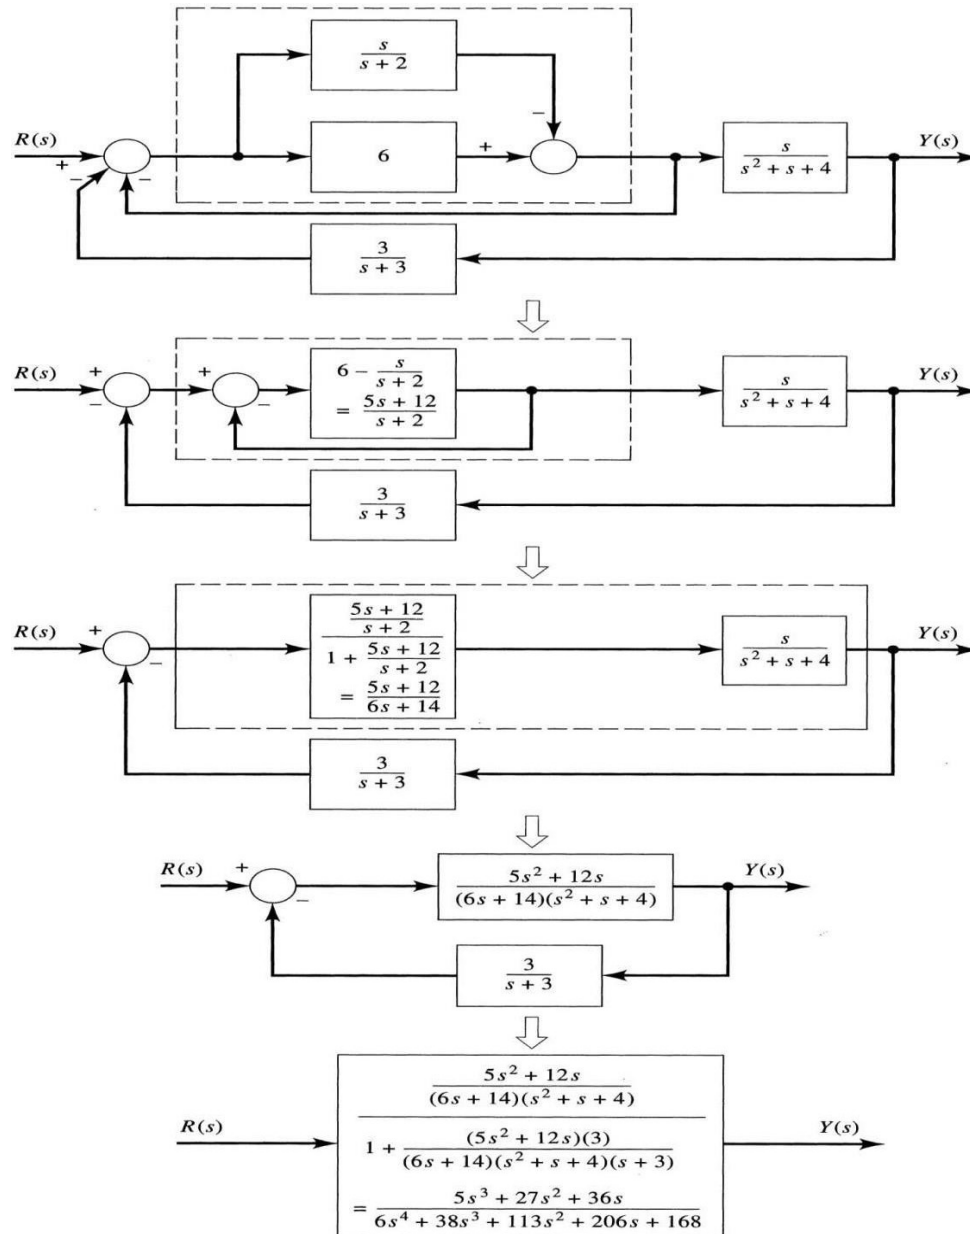 s
s + 2
−
R(s)
+
−
−
6
+
s
s² + s + 4
Y(s)
3
s + 3
R(s)
+
−
+
−
6 − s
s + 2
= 5s + 12
s + 2
s
s² + s + 4
Y(s)
3
s + 3
R(s)
+
−
5s + 12
s + 2
1 + 5s + 12
s + 2
= 5s + 12
6s + 14
s
s² + s + 4
Y(s)
3
s + 3
R(s)
+
−
5s² + 12s
(6s + 14)(s² + s + 4)
Y(s)
3
s + 3
R(s)
5s² + 12s
(6s + 14)(s² + s + 4)
1 + (5s² + 12s)(3)
(6s + 14)(s² + s + 4)(s + 3)
= 5s³ + 27s² + 36s
6s⁴ + 38s³ + 113s² + 206s + 168
Y(s)